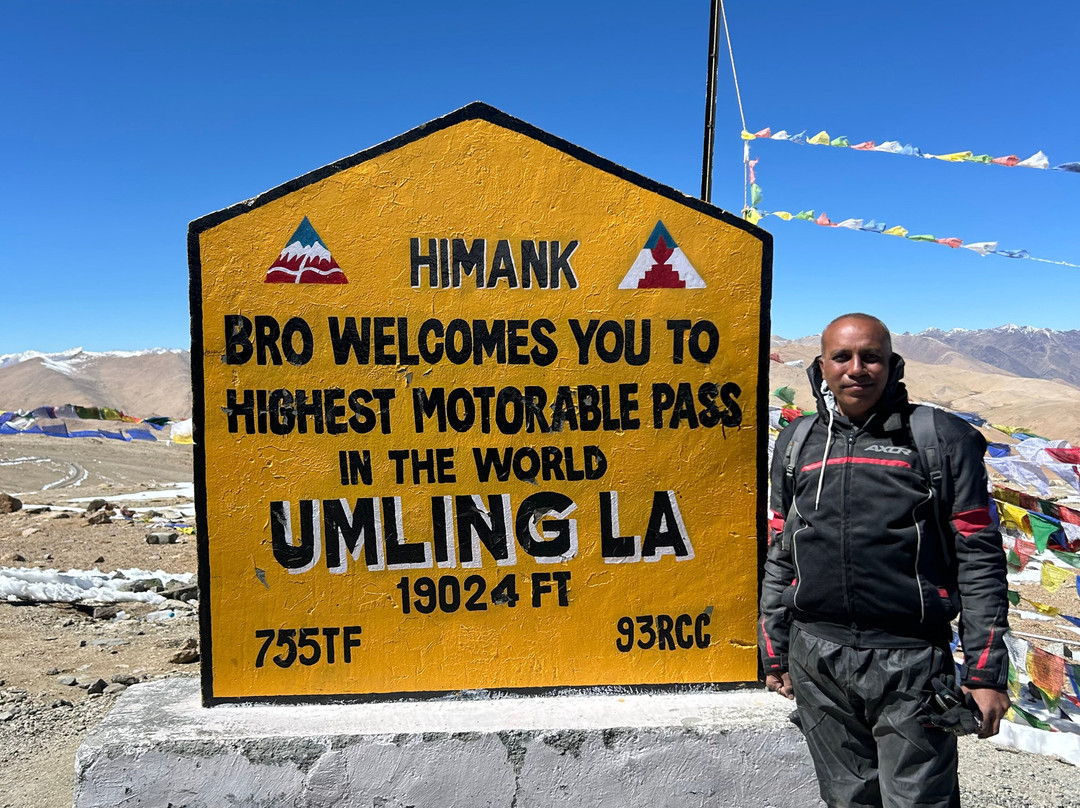 HIMANK
BRO WELCOMES YOU TO
HIGHEST MOTORABLE PASS
IN THE WORLD
UMLING LA
19024 FT
755TF 93RCC
AXOR